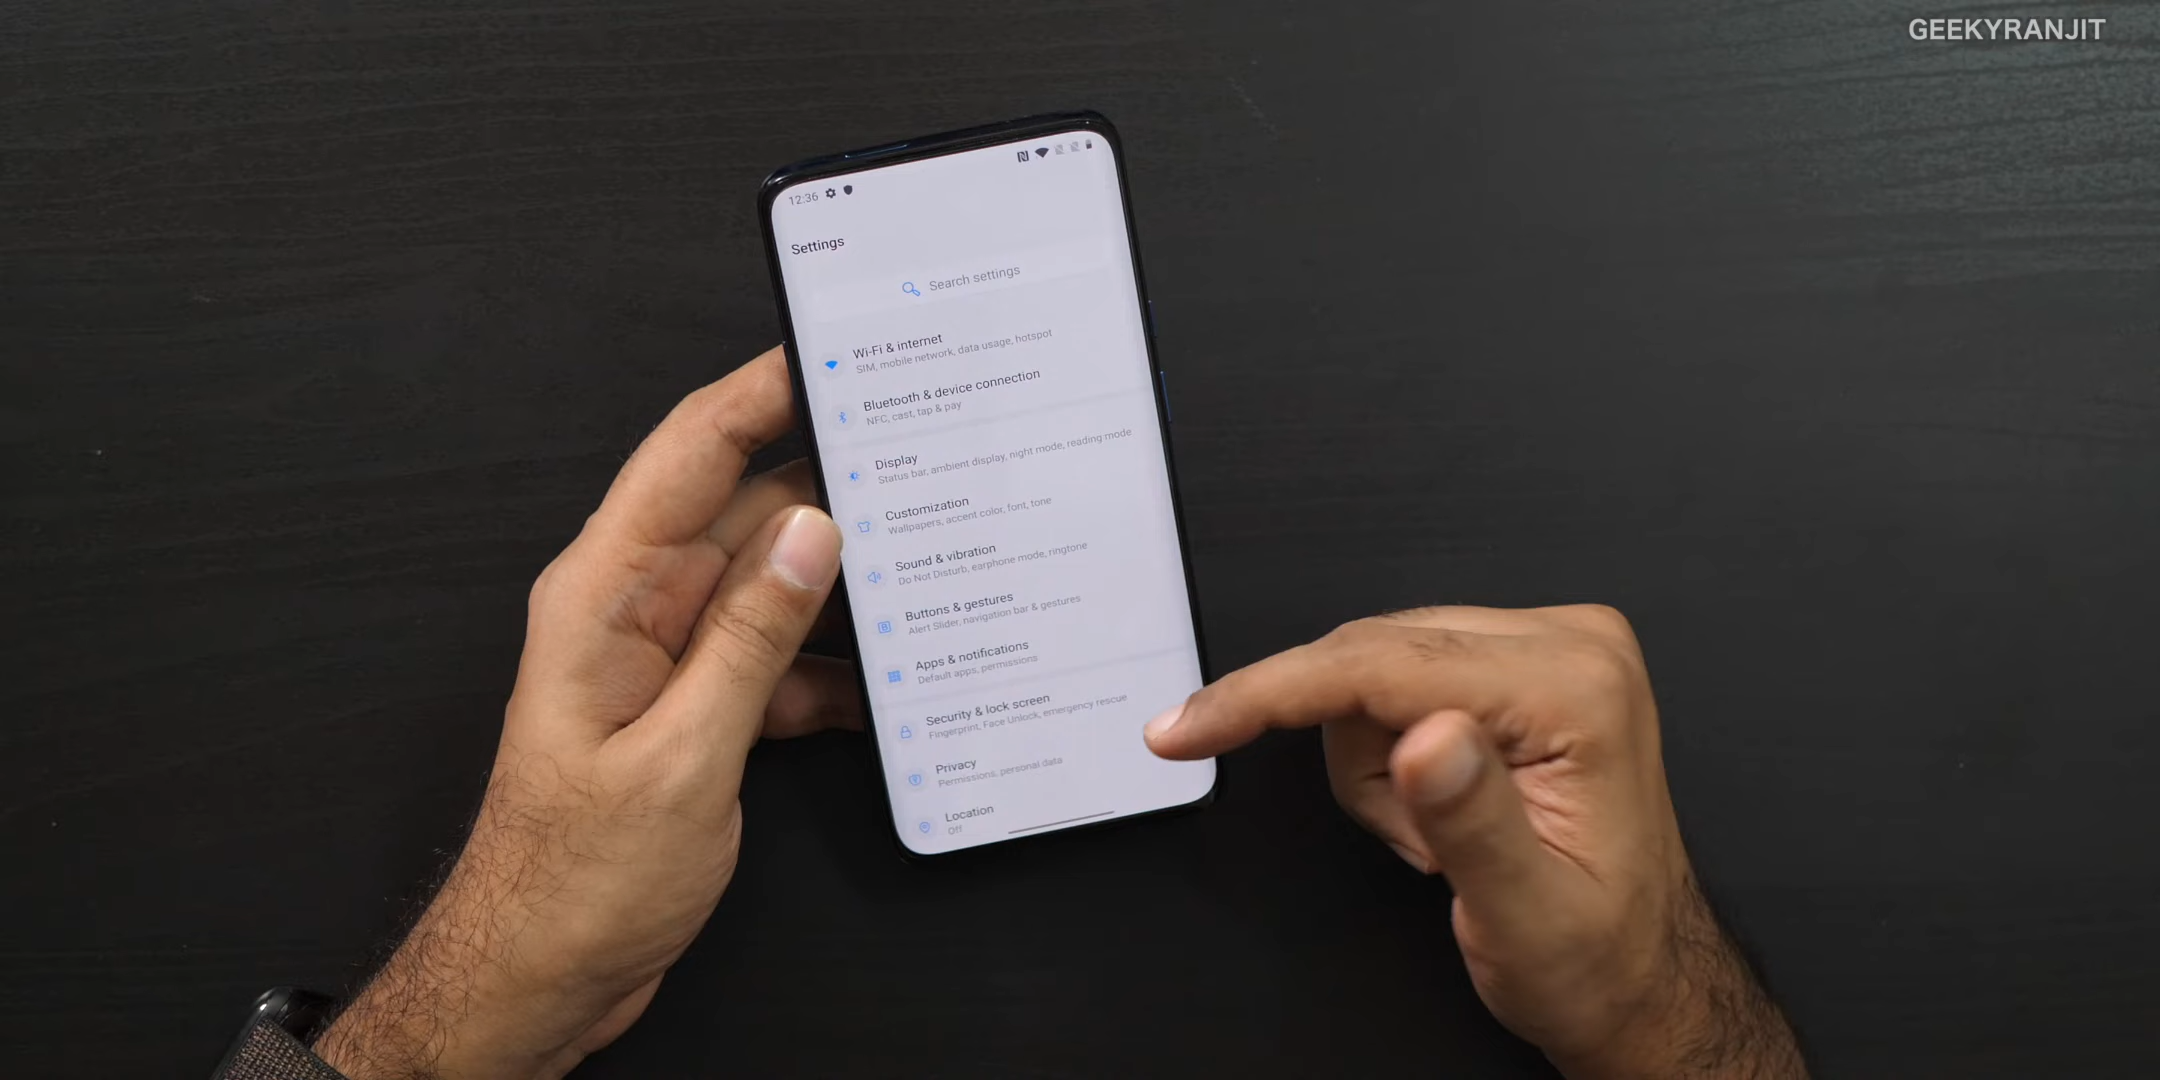 GEEKYRANJIT
12:36
Settings
Search settings
Wi-Fi & internet
SIM, mobile network, data usage, hotspot
Bluetooth & device connection
NFC, cast, tap & pay
Display
Status bar, ambient display, night mode, reading mode
Customization
Wallpapers, accent color, font, tone
Sound & vibration
Do Not Disturb, earphone mode, ringtone
Buttons & gestures
Alert Slider, navigation bar & gestures
Apps & notifications
Default apps, permissions
Security & lock screen
Fingerprint, Face Unlock, emergency rescue
Privacy
Permissions, personal data
Location
Off